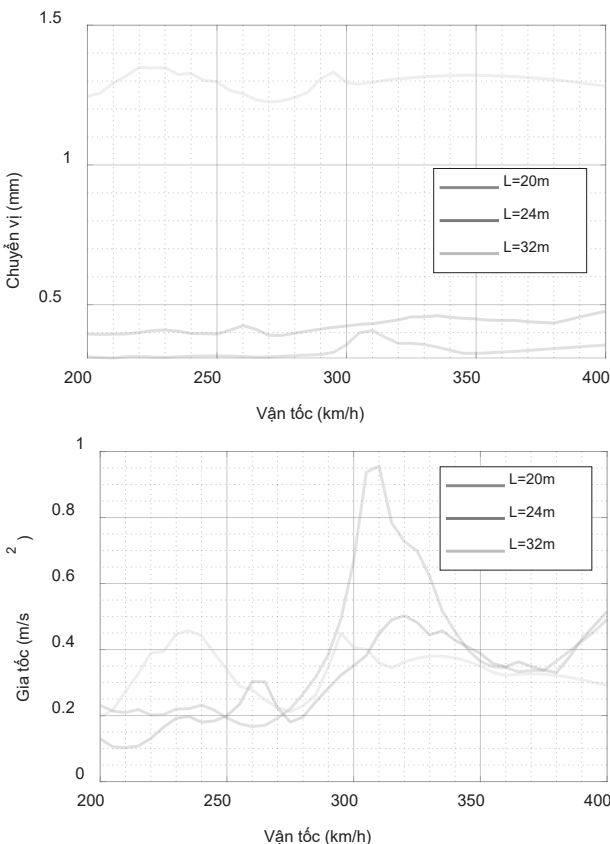 1.5
1
0.5
Chuyển vị (mm)
L=20m
L=24m
L=32m
200 250 300 350 400
Vận tốc (km/h)
1
0.8
0.6
0.4
0.2
0
Gia tốc (m/s
2
)
L=20m
L=24m
L=32m
200 250 300 350 400
Vận tốc (km/h)